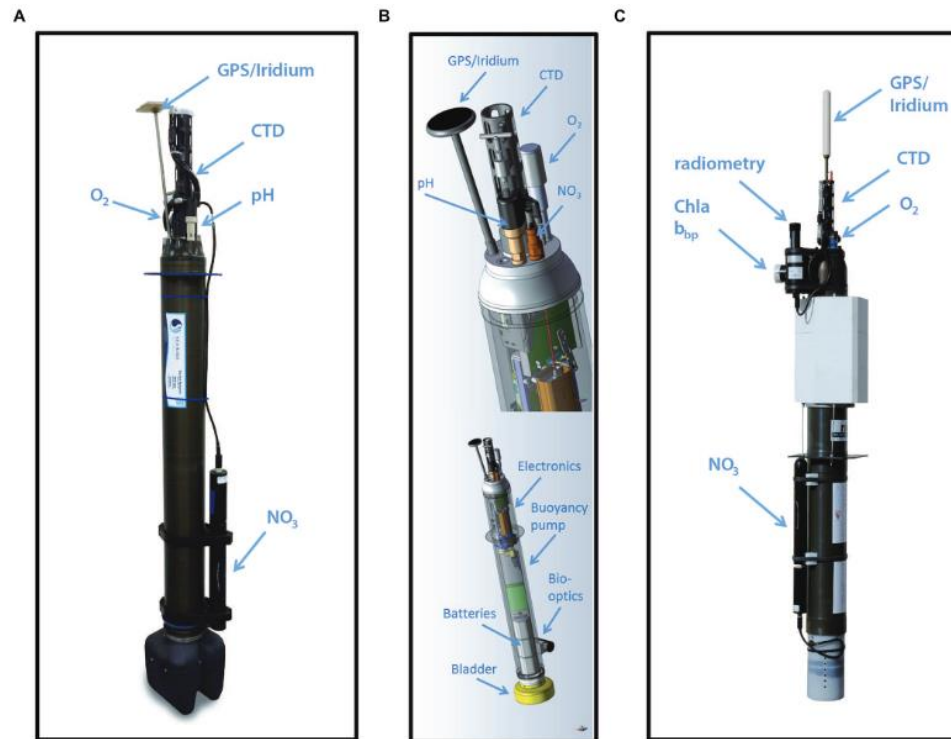 A
B
C
GPS/Iridium
CTD
O₂
pH
NO₃
GPS/Iridium
CTD
O₂
pH
NO₃
Electronics
Buoyancy
pump
Bio-
optics
Batteries
Bladder
GPS/
Iridium
radiometry
CTD
Chla
b_bp
O₂
NO₃